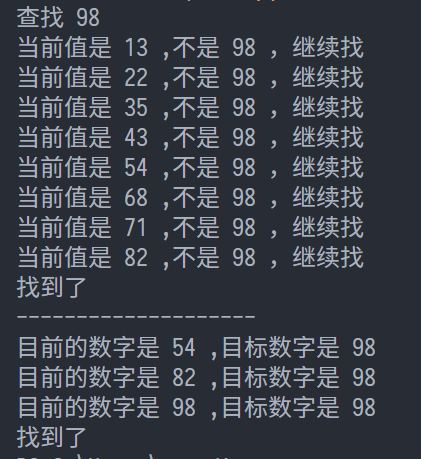 查找 98
当前值是 13 ,不是 98 ，继续找
当前值是 22 ,不是 98 ，继续找
当前值是 35 ,不是 98 ，继续找
当前值是 43 ,不是 98 ，继续找
当前值是 54 ,不是 98 ，继续找
当前值是 68 ,不是 98 ，继续找
当前值是 71 ,不是 98 ，继续找
当前值是 82 ,不是 98 ，继续找
找到了
--------------------
目前的数字是 54 ,目标数字是 98
目前的数字是 82 ,目标数字是 98
目前的数字是 98 ,目标数字是 98
找到了